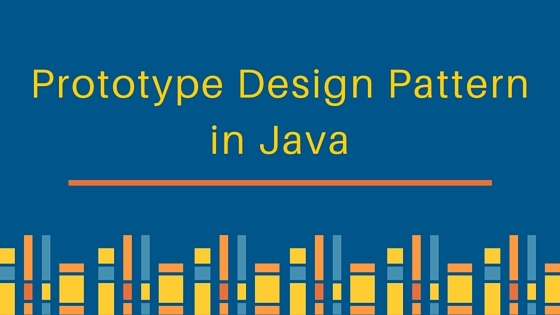 Prototype Design Pattern
in Java